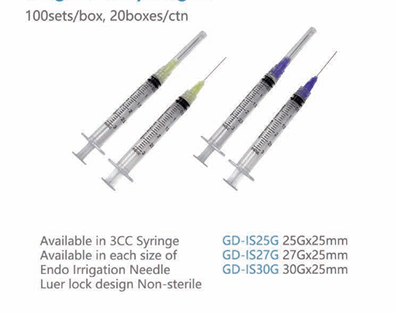 100sets/box, 20boxes/ctn
Available in 3CC Syringe
Available in each size of
Endo Irrigation Needle
Luer lock design Non-sterile
GD-IS25G 25Gx25mm
GD-IS27G 27Gx25mm
GD-IS30G 30Gx25mm